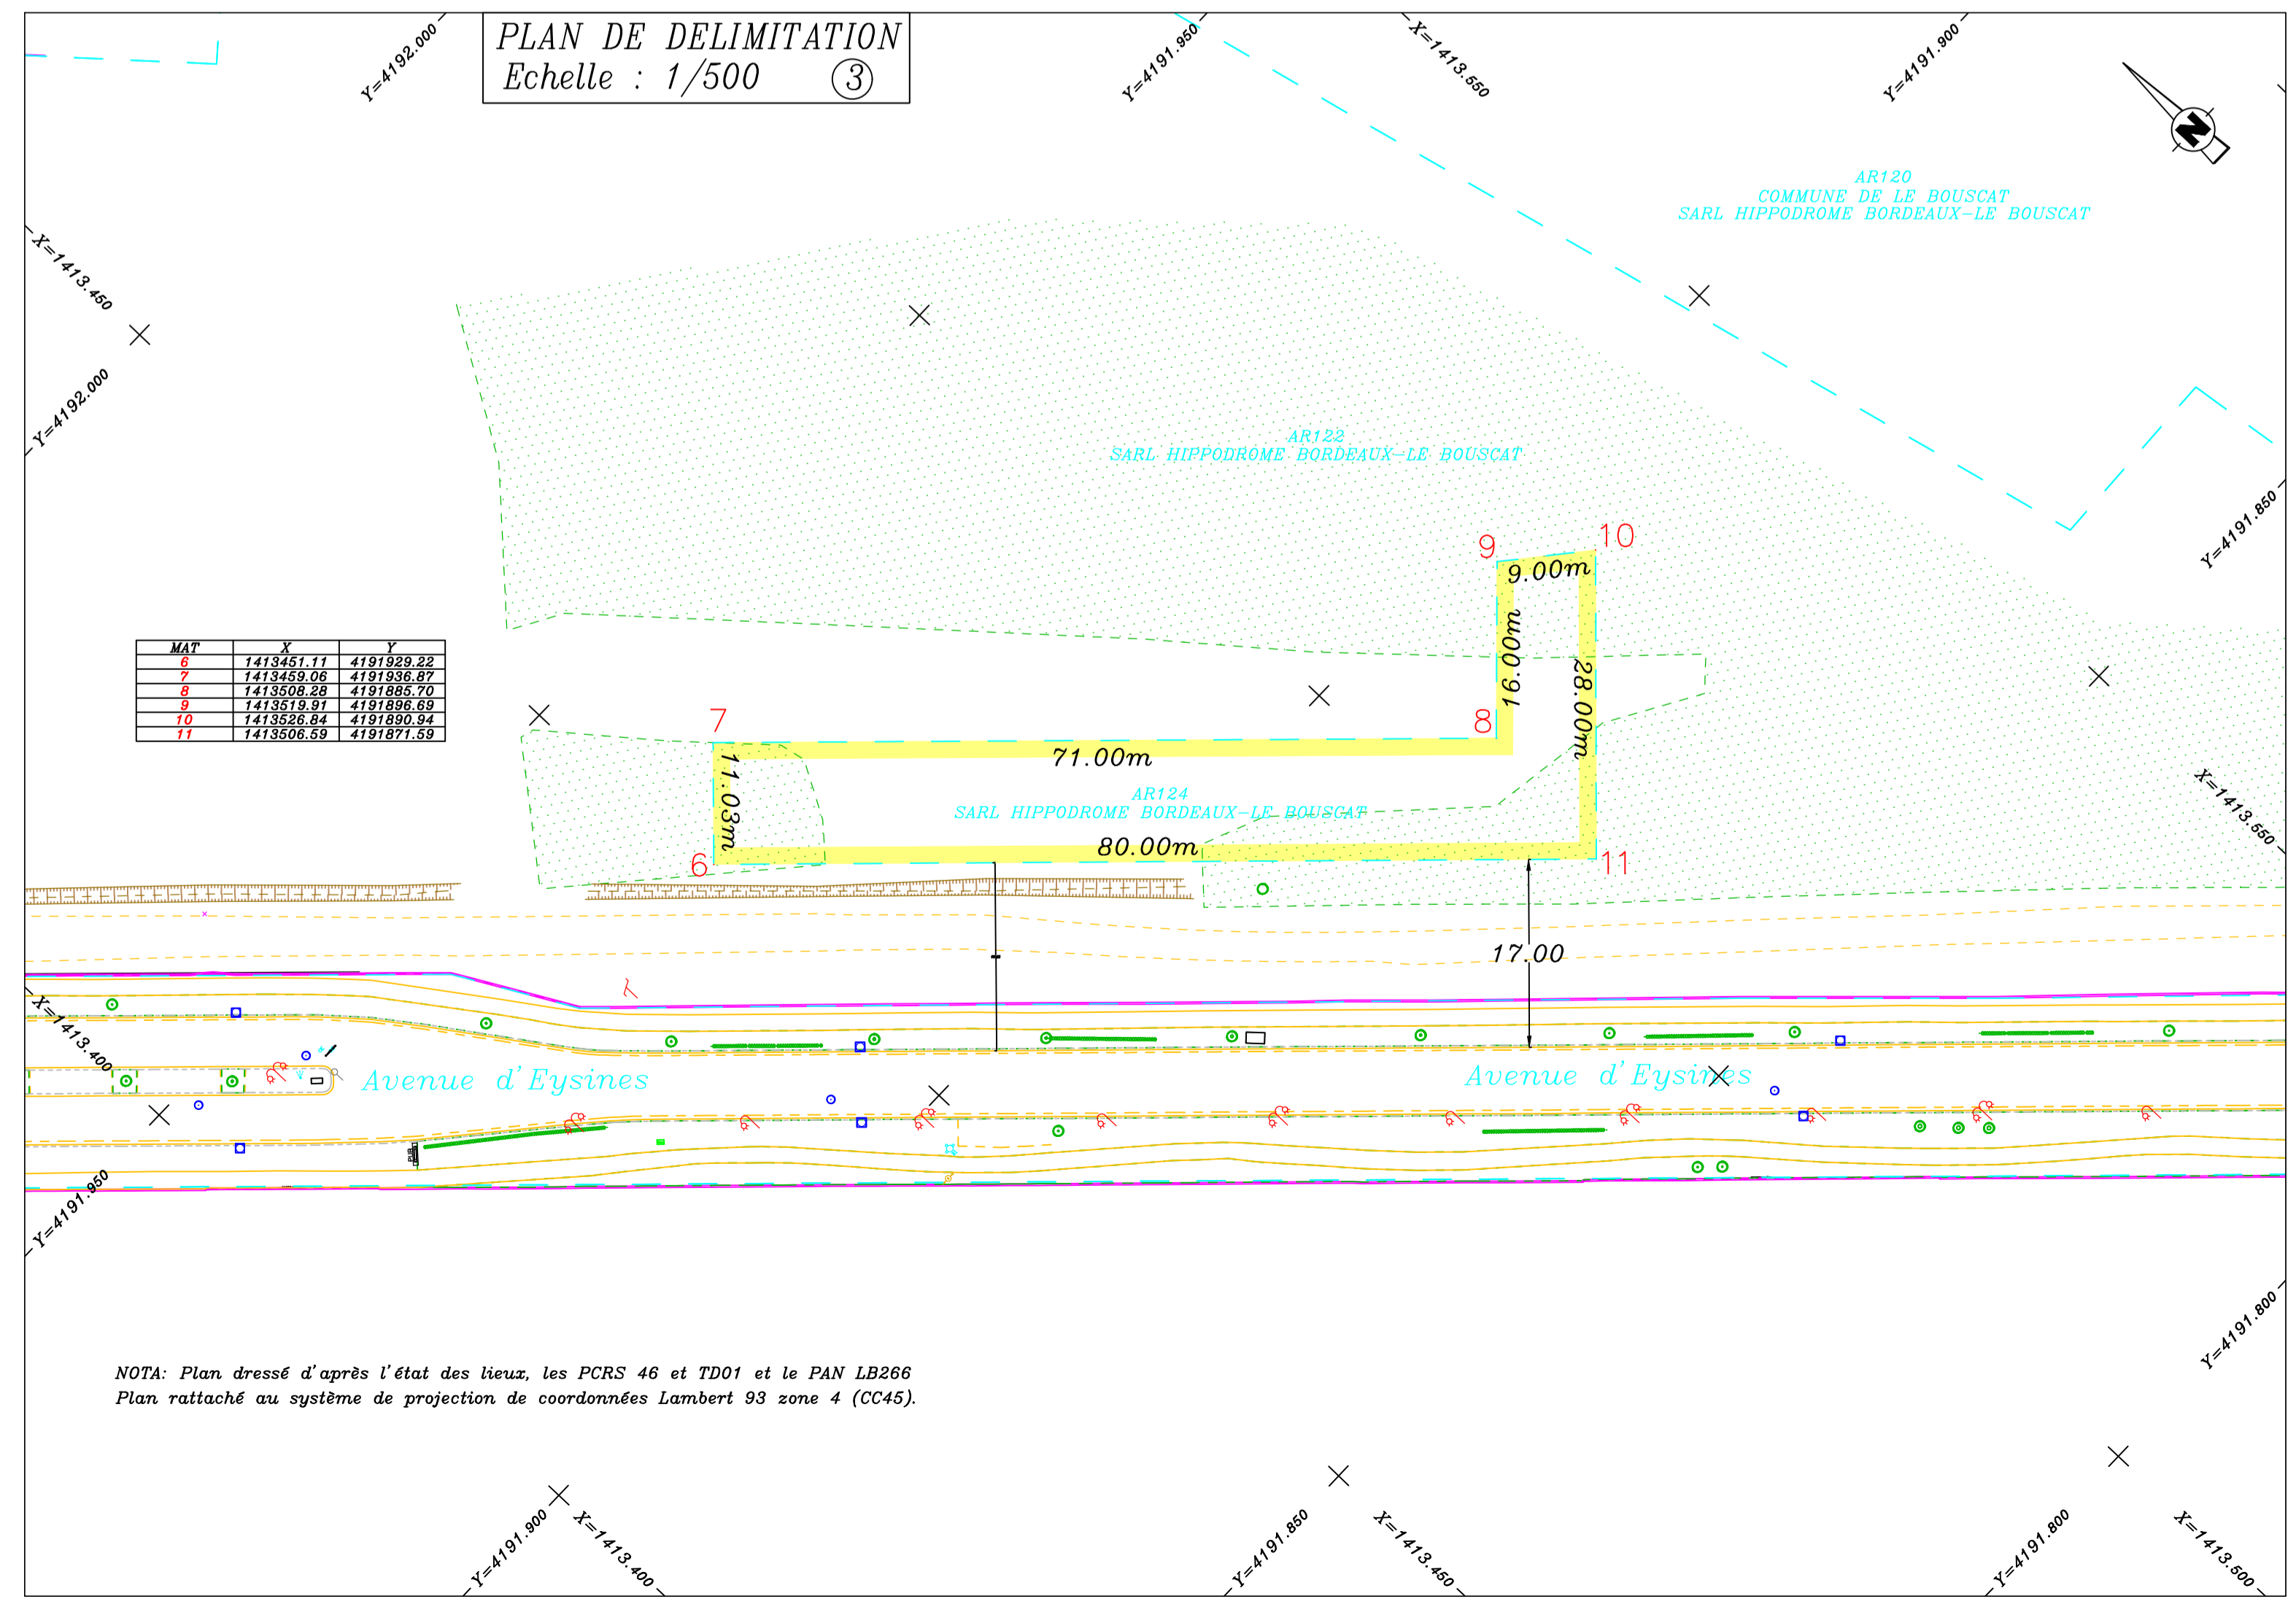 PLAN DE DELIMITATION
Echelle : 1/500 3
Y=4192.000
Y=4191.950
X=1413.550
Y=4191.900
N
AR120
COMMUNE DE LE BOUSCAT
SARL HIPPODROME BORDEAUX-LE BOUSCAT
X=1413.450
Y=4192.000
AR122
SARL HIPPODROME BORDEAUX-LE BOUSCAT
Y=4191.850
9
10
9.00m
16.00m
28.00m
MAT X Y
6 1413451.11 4191929.22
7 1413459.06 4191936.87
8 1413508.28 4191885.70
9 1413519.91 4191896.69
10 1413526.84 4191890.94
11 1413506.59 4191871.59
7
8
71.00m
11.03m
AR124
SARL HIPPODROME BORDEAUX-LE BOUSCAT
X=1413.550
80.00m
6
11
17.00
X=1413.400
Avenue d'Eysines
Avenue d'Eysines
PUB
Y=4191.950
Y=4191.800
NOTA: Plan dressé d'après l'état des lieux, les PCRS 46 et TD01 et le PAN LB266
Plan rattaché au système de projection de coordonnées Lambert 93 zone 4 (CC45).
Y=4191.900
X=1413.400
Y=4191.850
X=1413.450
Y=4191.800
X=1413.500